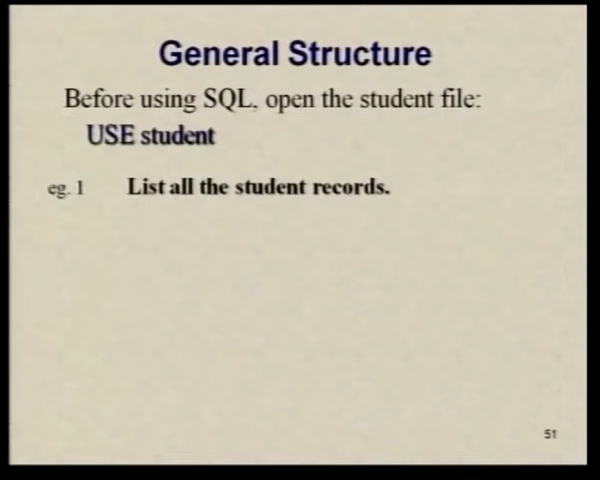 General Structure
Before using SQL, open the student file:
USE student
eg. 1 List all the student records.
51